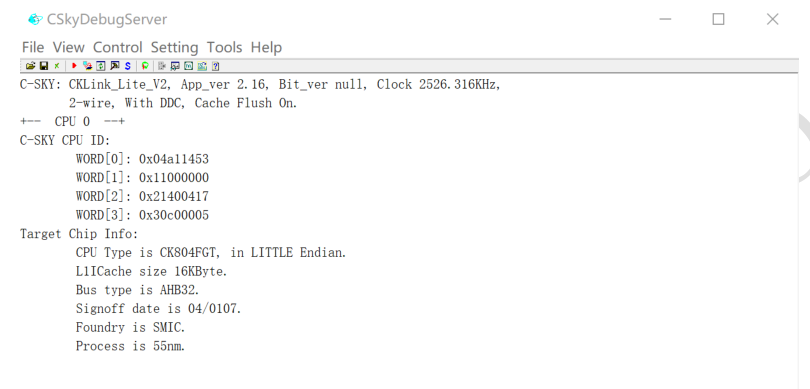 CSkyDebugServer
File View Control Setting Tools Help
C-SKY: CKLink_Lite_V2, App_ver 2.16, Bit_ver null, Clock 2526.316KHz,
2-wire, With DDC, Cache Flush On.
+-- CPU 0 --+
C-SKY CPU ID:
WORD[0]: 0x04a11453
WORD[1]: 0x11000000
WORD[2]: 0x21400417
WORD[3]: 0x30c00005
Target Chip Info:
CPU Type is CK804FGT, in LITTLE Endian.
L1ICache size 16KByte.
Bus type is AHB32.
Signoff date is 04/0107.
Foundry is SMIC.
Process is 55nm.